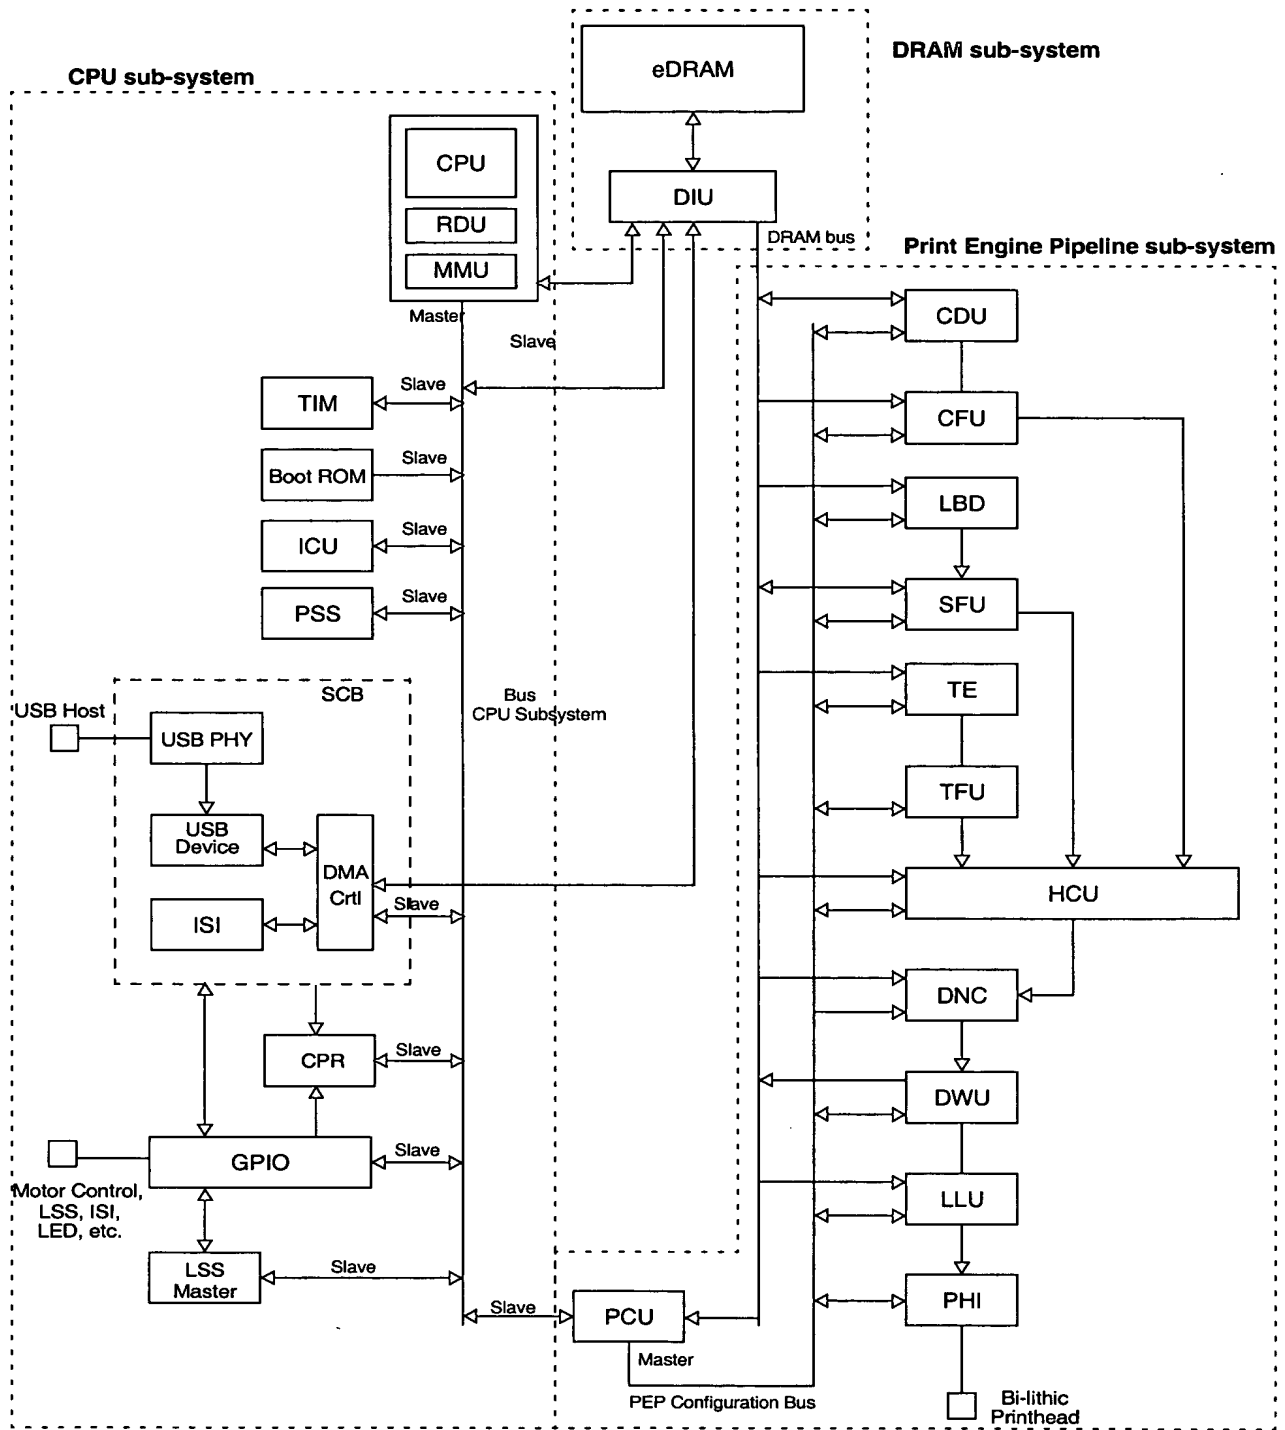 DRAM sub-system
eDRAM
CPU sub-system
CPU
DIU
RDU
DRAM bus
Print Engine Pipeline sub-system
MMU
Master
CDU
Slave
TIM
Slave
CFU
Boot ROM
Slave
LBD
ICU
Slave
PSS
Slave
SFU
SCB
TE
Bus
CPU Subsystem
USB Host
USB PHY
TFU
USB
Device
DMA
Crtl
Slave
HCU
ISI
DNC
CPR
Slave
DWU
GPIO
Slave
Motor Control,
LSS, ISI,
LED, etc.
LLU
LSS
Master
Slave
PHI
Slave
PCU
Master
PEP Configuration Bus
Bi-lithic
Printhead